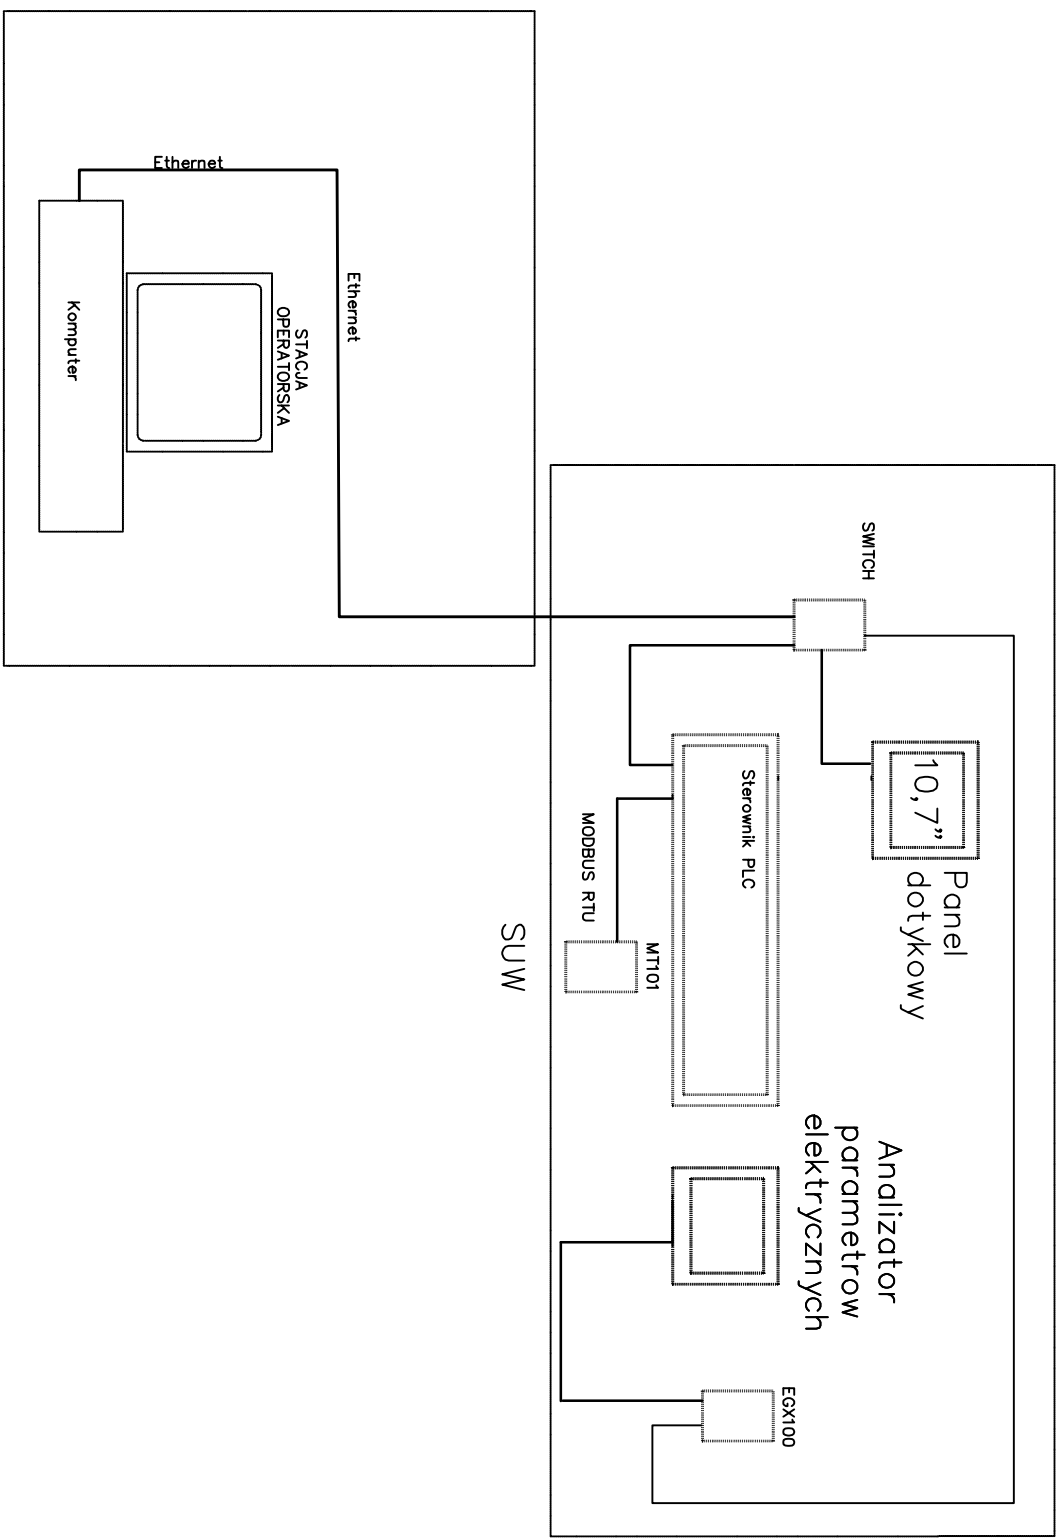 Ethernet
Ethernet
STACJA
OPERATORSKA
Komputer
SWITCH
10,7”
Panel
dotykowy
Sterownik PLC
MODBUS RTU
MT101
SUW
Analizator
parametrow
elektrycznych
EGX100